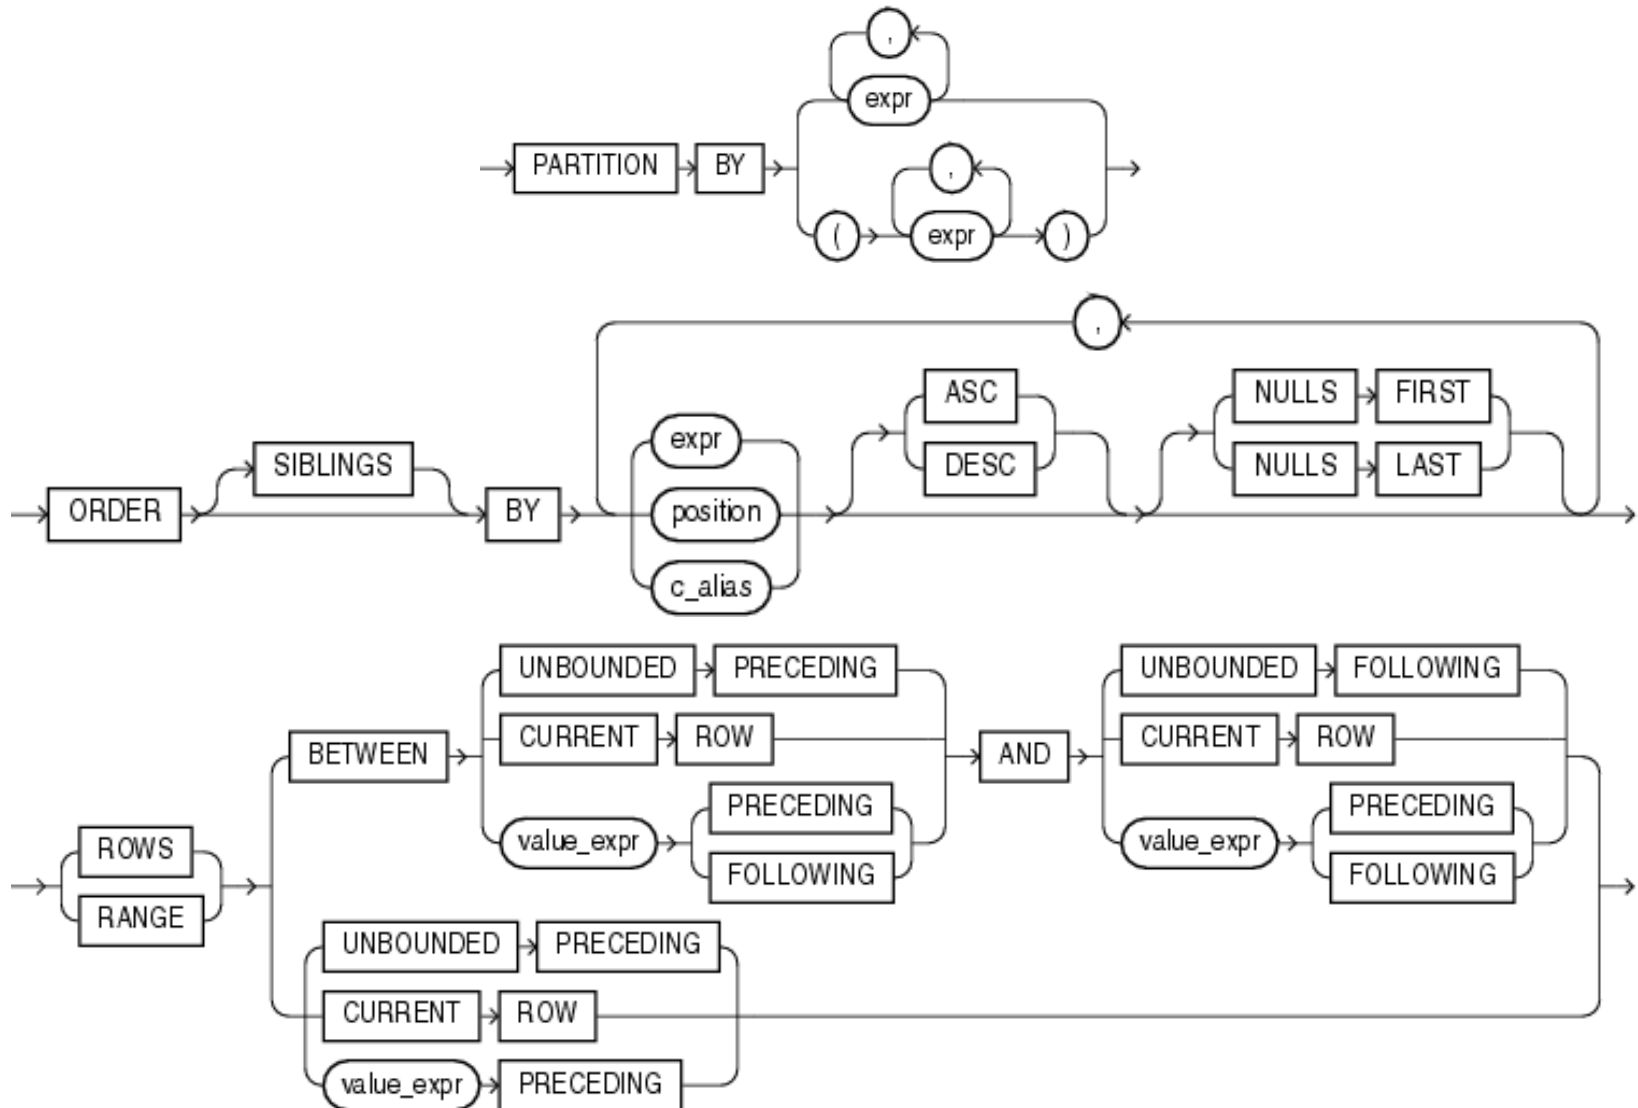 ,
expr
PARTITION BY
,
( expr )
,
ASC NULLS FIRST
expr
SIBLINGS DESC NULLS LAST
ORDER BY position
c_alias
UNBOUNDED PRECEDING UNBOUNDED FOLLOWING
CURRENT ROW CURRENT ROW
BETWEEN AND
PRECEDING PRECEDING
value_expr value_expr
ROWS
FOLLOWING FOLLOWING
RANGE
UNBOUNDED PRECEDING
CURRENT ROW
value_expr PRECEDING